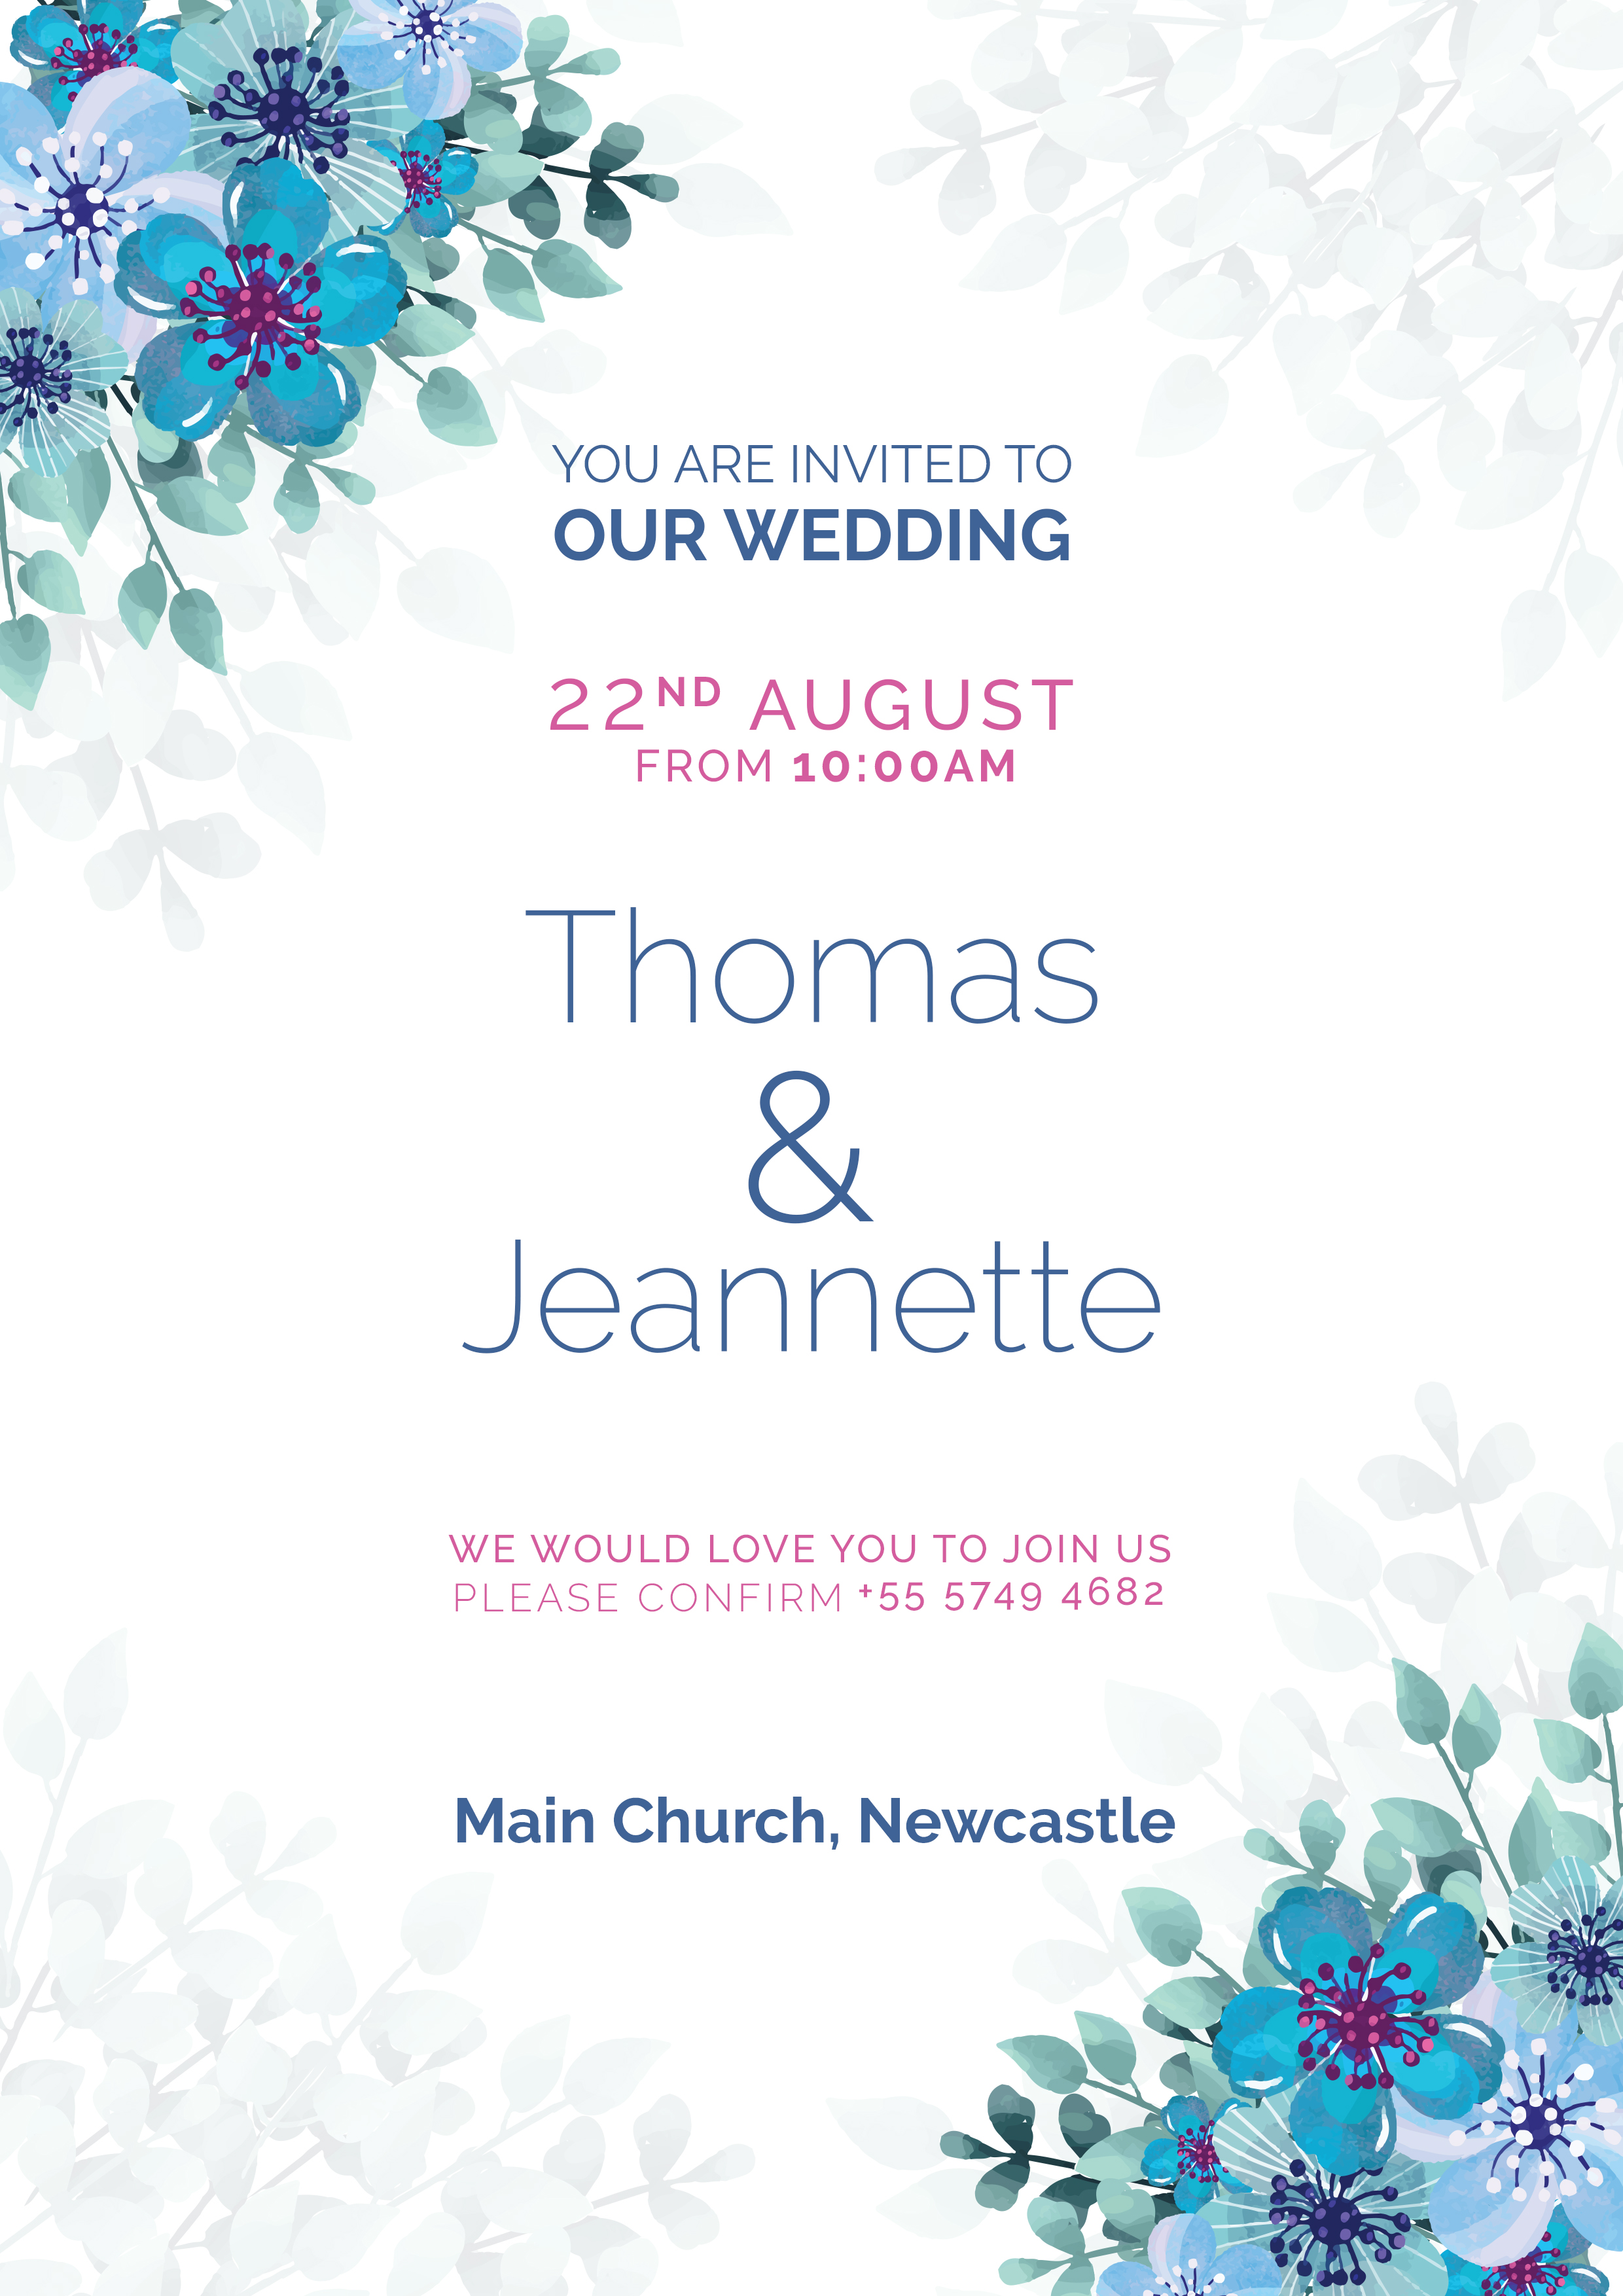 YOU ARE INVITED TO
OUR WEDDING
22ND AUGUST
FROM 10:00AM
Thomas
&
Jeannette
WE WOULD LOVE YOU TO JOIN US
PLEASE CONFIRM +55 5749 4682
Main Church, Newcastle